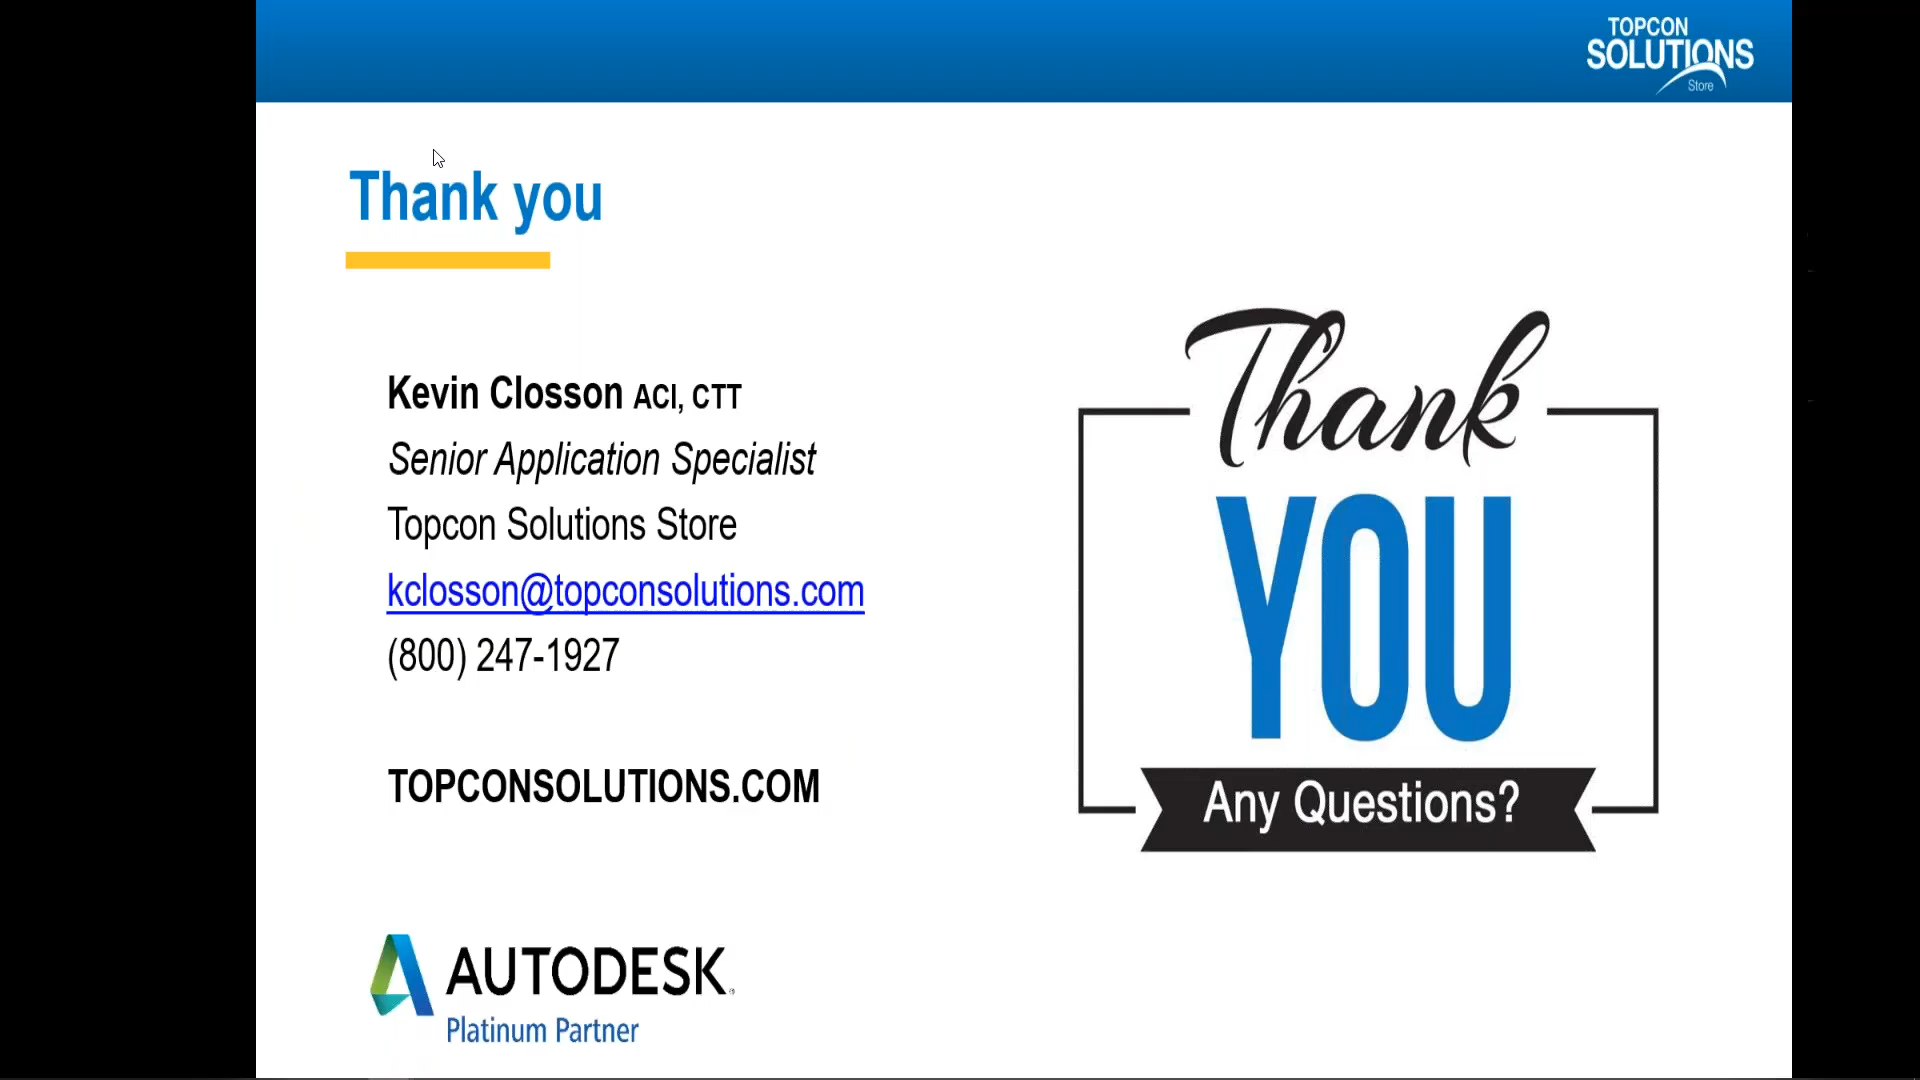 TOPCON
SOLUTIONS
Store
Thank you
Kevin Closson ACI, CTT
Senior Application Specialist
Topcon Solutions Store
kclosson@topconsolutions.com
(800) 247-1927
TOPCONSOLUTIONS.COM
Thank
YOU
Any Questions?
AUTODESK®
Platinum Partner